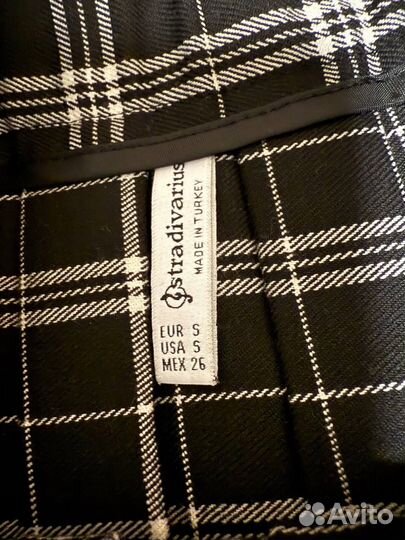 stradivarius
MADE IN TURKEY
EUR S
USA S
MEX 26
Avito